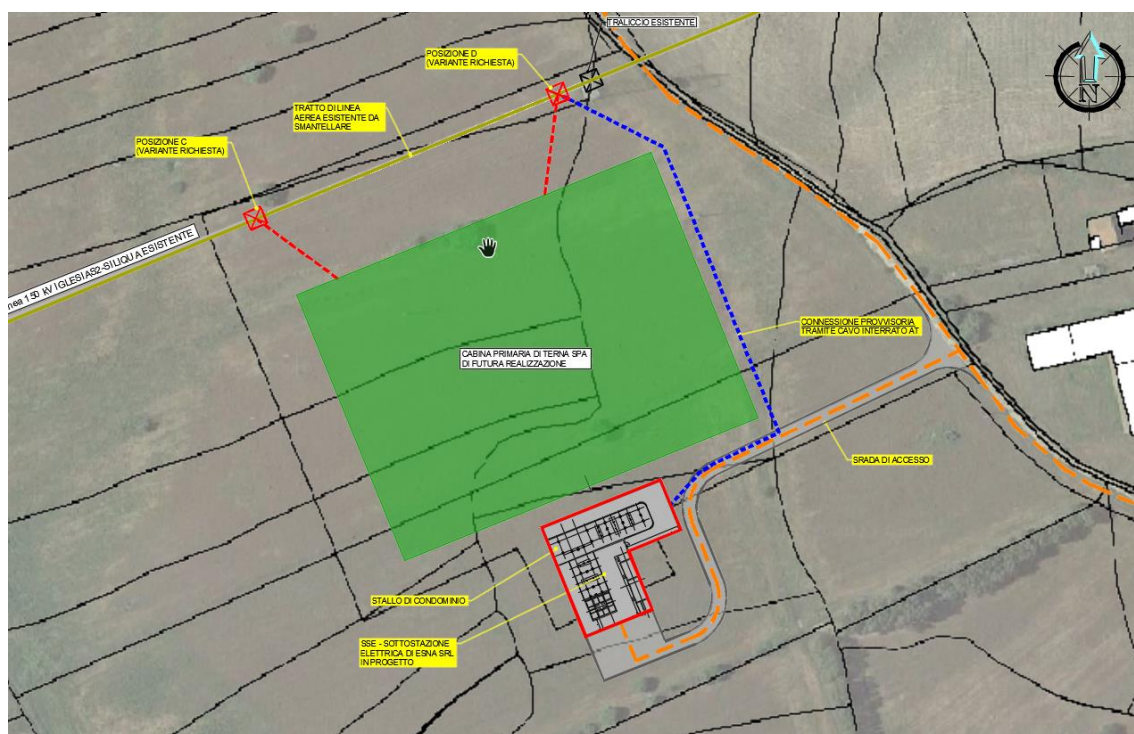 TRALICCIO ESISTENTE
POSIZIONE D
(VARIANTE RICHIESTA)
N
TRATTO DI LINEA
AEREA ESISTENTE DA
SMANTELLARE
POSIZIONE C
(VARIANTE RICHIESTA)
nea 150 KV IGLESIAS2-SILIQUA ESISTENTE
CONNESSIONE PROVVISORIA
TRAMITE CAVO INTERRATO AT
CABINA PRIMARIA DI TERNA SPA
DI FUTURA REALIZZAZIONE
SRADA DI ACCESSO
STALLO DI CONDOMINIO
SSE - SOTTOSTAZIONE
ELETTRICA DI ESNA SRL
IN PROGETTO